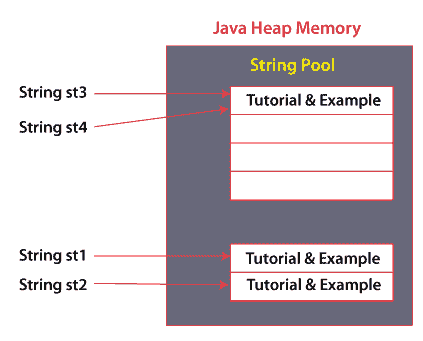 Java Heap Memory
String Pool
String st3
Tutorial & Example
String st4
String st1
Tutorial & Example
String st2
Tutorial & Example